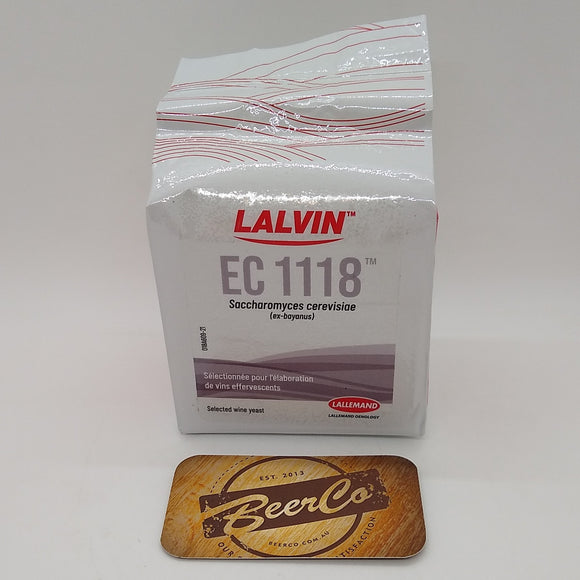 LALVIN™
EC 1118™
Saccharomyces cerevisiae
(ex-bayanus)
Sélectionnée pour l'élaboration
de vins effervescents
Selected wine yeast
LALLEMAND
LALLEMAND OENOLOGY
EST. 2013
BeerCo
BEERCO.COM.AU